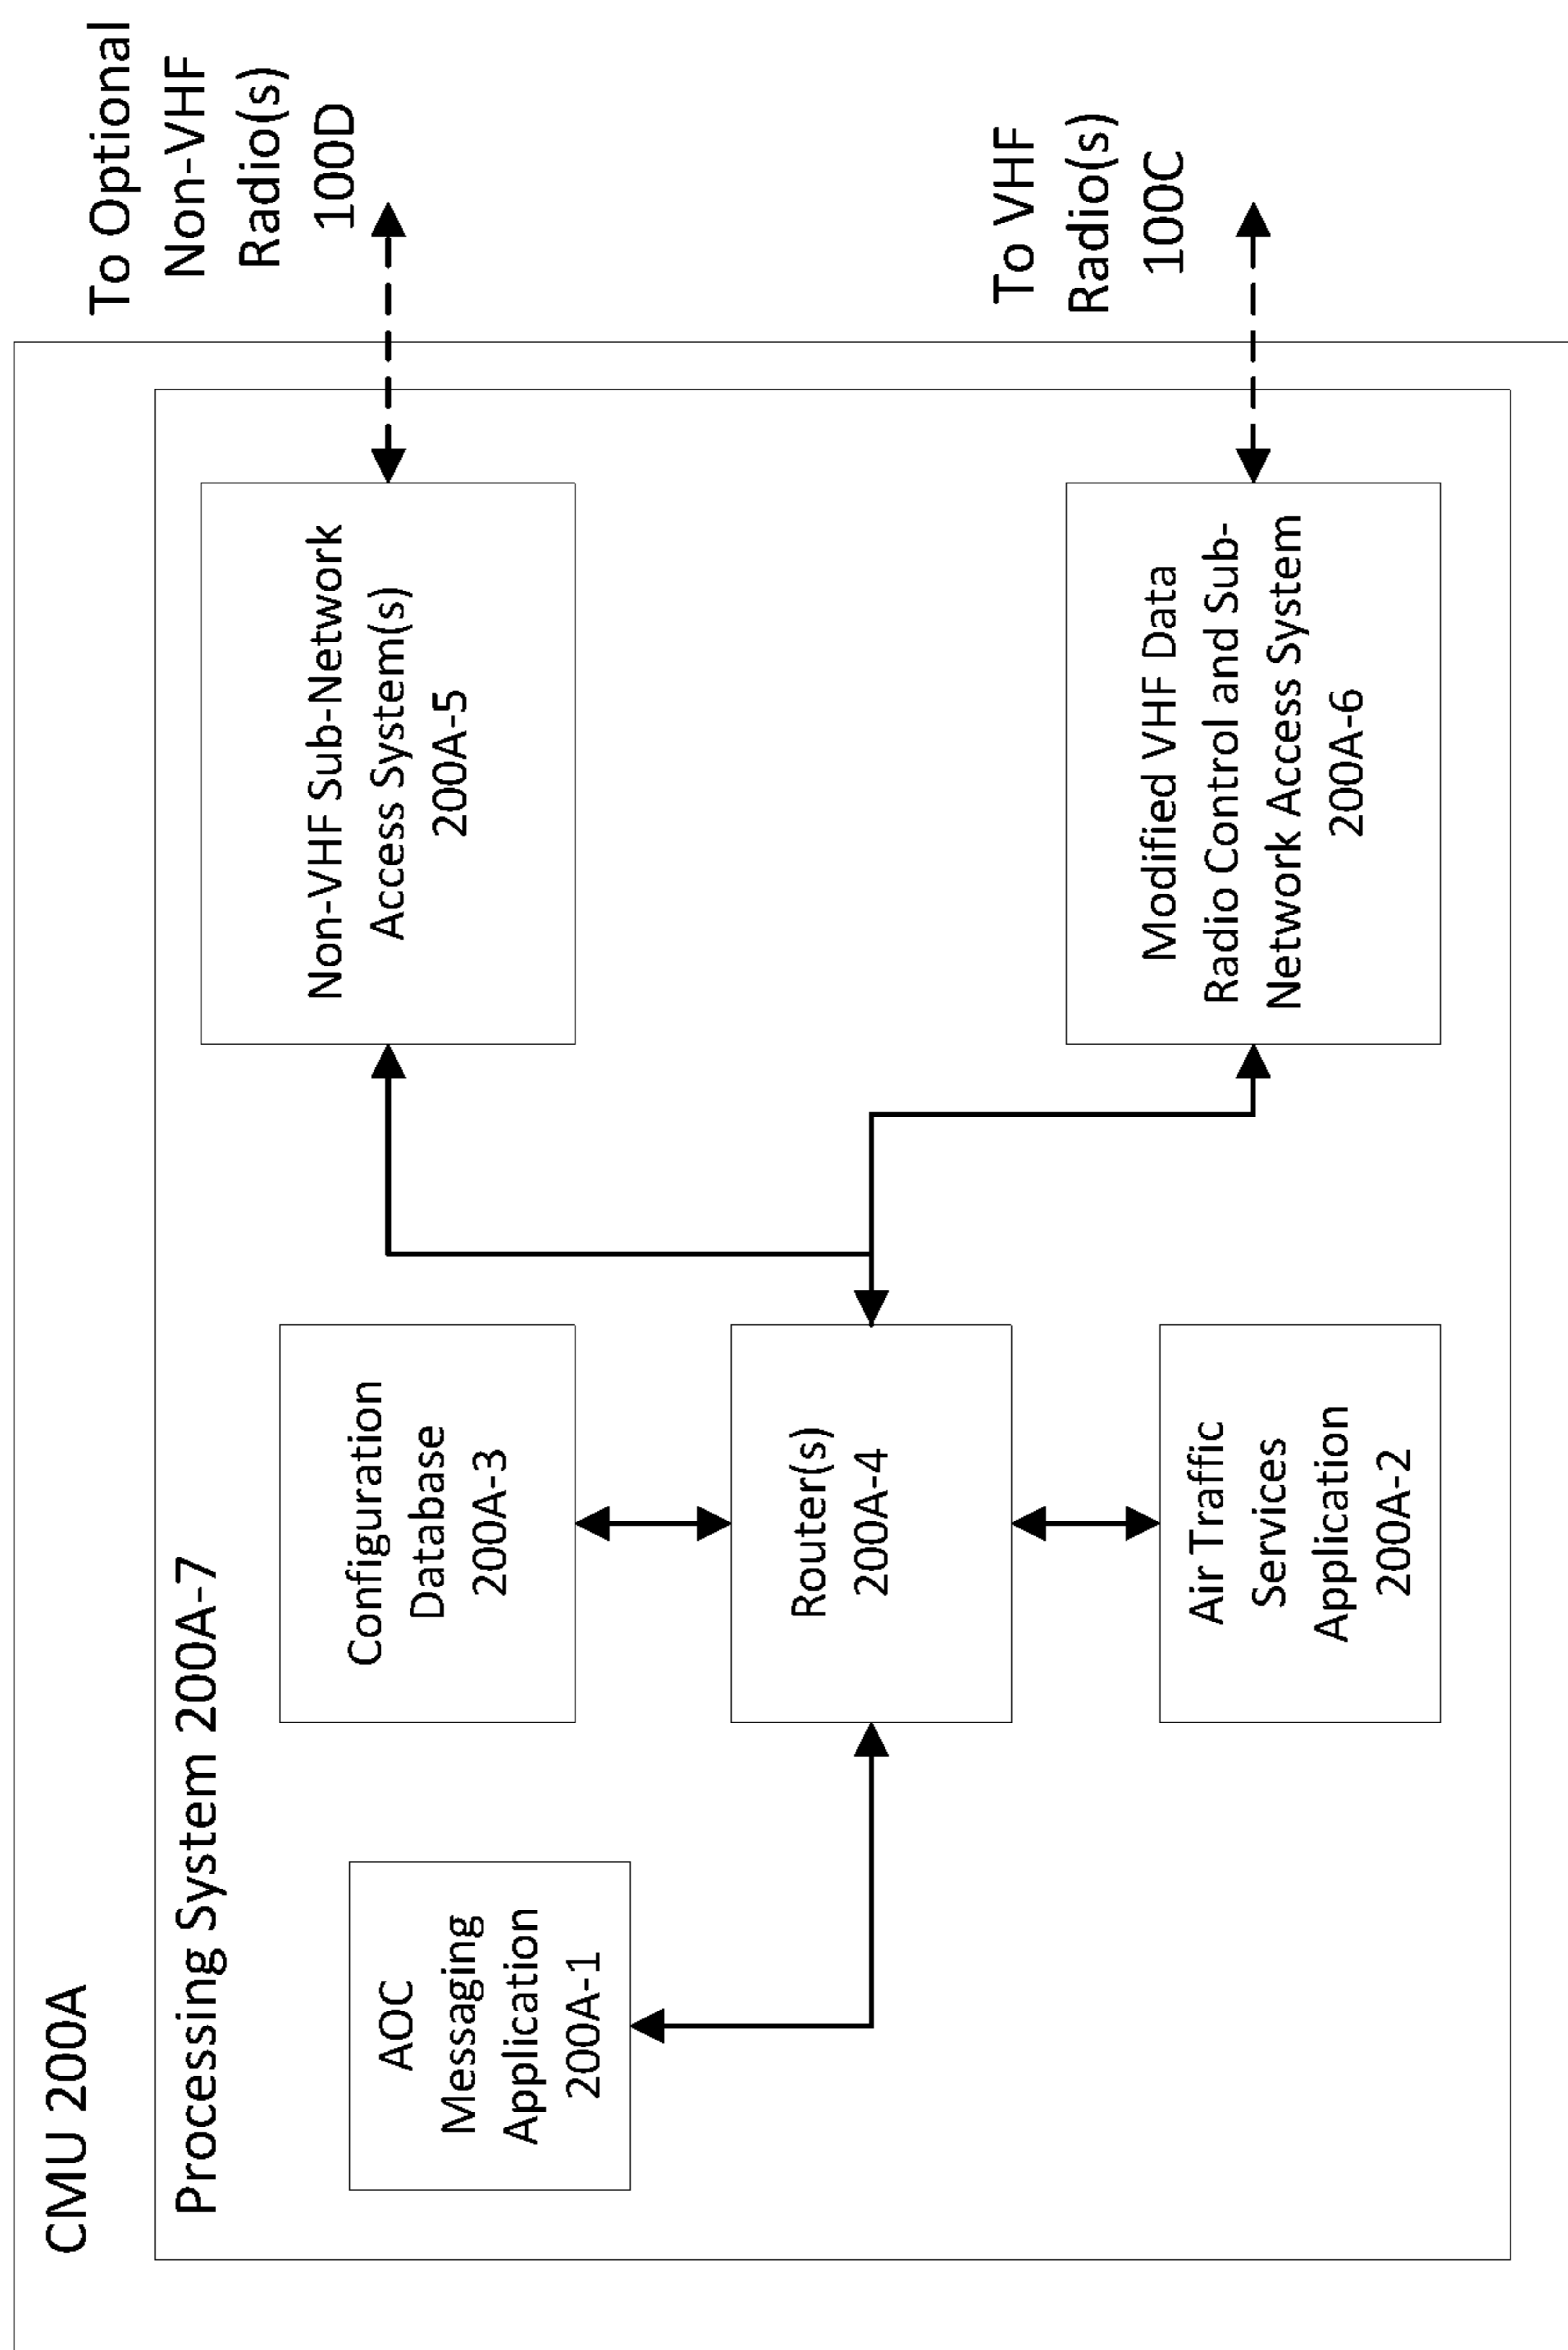 CMU 200A
Processing System 200A-7
AOC
Messaging
Application
200A-1
Configuration
Database
200A-3
Router(s)
200A-4
Air Traffic
Services
Application
200A-2
Non-VHF Sub-Network
Access System(s)
200A-5
Modified VHF Data
Radio Control and Sub-
Network Access System
200A-6
To Optional
Non-VHF
Radio(s)
100D
To VHF
Radio(s)
100C